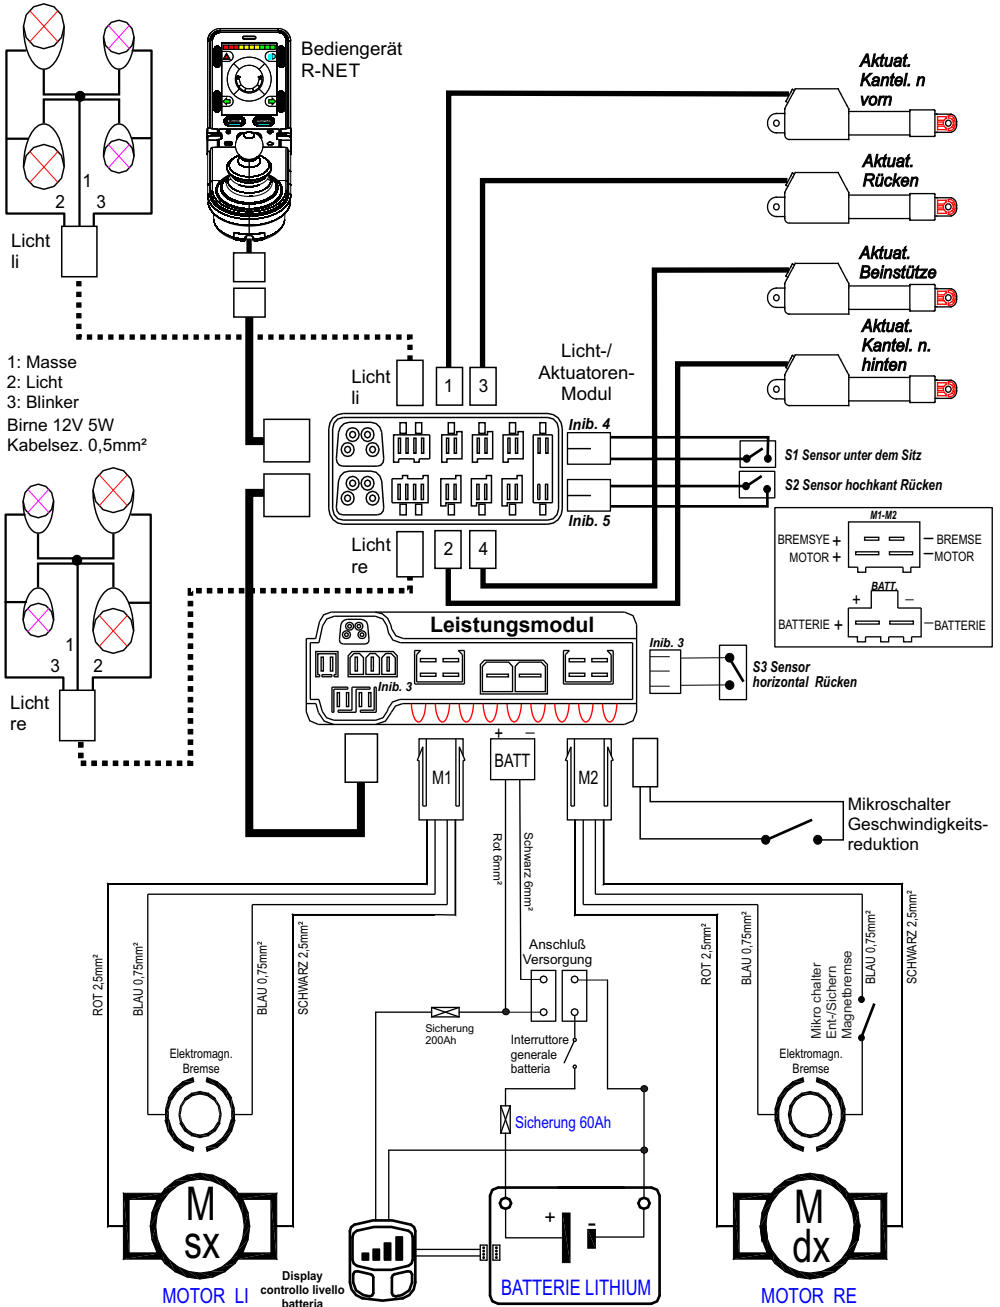 Bediengerät
R-NET
Aktuat.
Kantel. n
vorn
Aktuat.
Rücken
Aktuat.
Beinstütze
Aktuat.
Kantel. n.
hinten
1
2
3
Licht
li
1: Masse
2: Licht
3: Blinker
Birne 12V 5W
Kabelsez. 0,5mm²
Licht
li
1
3
Licht-/
Aktuatoren-
Modul
Inib. 4
S1 Sensor unter dem Sitz
S2 Sensor hochkant Rücken
Inib. 5
Licht
re
2
4
M1-M2
BREMSYE +
– BREMSE
MOTOR +
– MOTOR
BATT.
+
–
BATTERIE +
– BATTERIE
1
3
2
Licht
re
Leistungsmodul
Inib. 3
Inib. 3
S3 Sensor
horizontal Rücken
+
–
M1
BATT
M2
Mikroschalter
Geschwindigkeits-
reduktion
Rot 6mm²
Schwarz 6mm²
ROT 2,5mm²
BLAU 0,75mm²
BLAU 0,75mm²
SCHWARZ 2,5mm²
Anschluß
Versorgung
ROT 2,5mm²
BLAU 0,75mm²
Mikro chalter
Ent-/Sichern
Magnetbremse
BLAU 0,75mm²
SCHWARZ 2,5mm²
Sicherung
200Ah
Interruttore
generale
batteria
Elektromagn.
Bremse
Elektromagn.
Bremse
Sicherung 60Ah
M
sx
M
dx
+
-
MOTOR LI
Display
controllo livello
batteria
BATTERIE LITHIUM
MOTOR RE